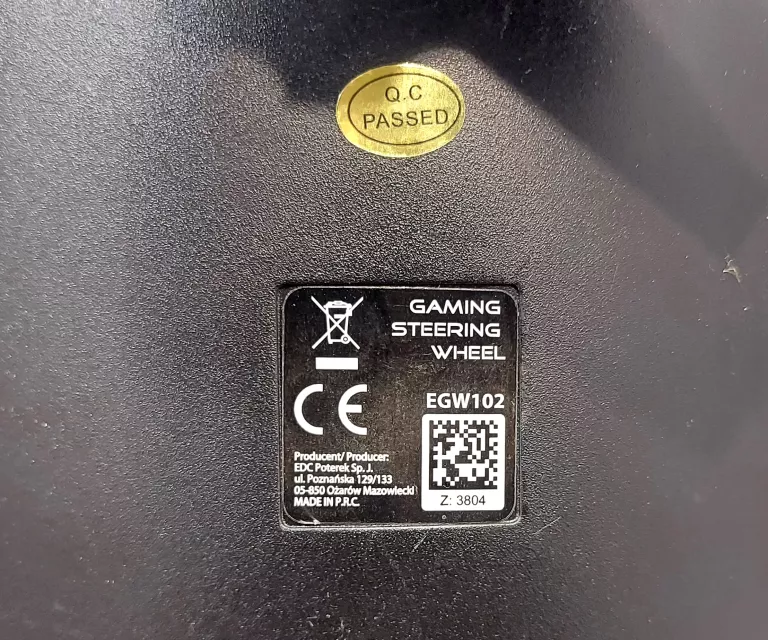 Q.C
PASSED
GAMING
STEERING
WHEEL
CE
EGW102
Producent/ Producer:
EDC Poterek Sp. J.
ul. Poznańska 129/133
05-850 Ożarów Mazowiecki
MADE IN P.R.C.
Z: 3804